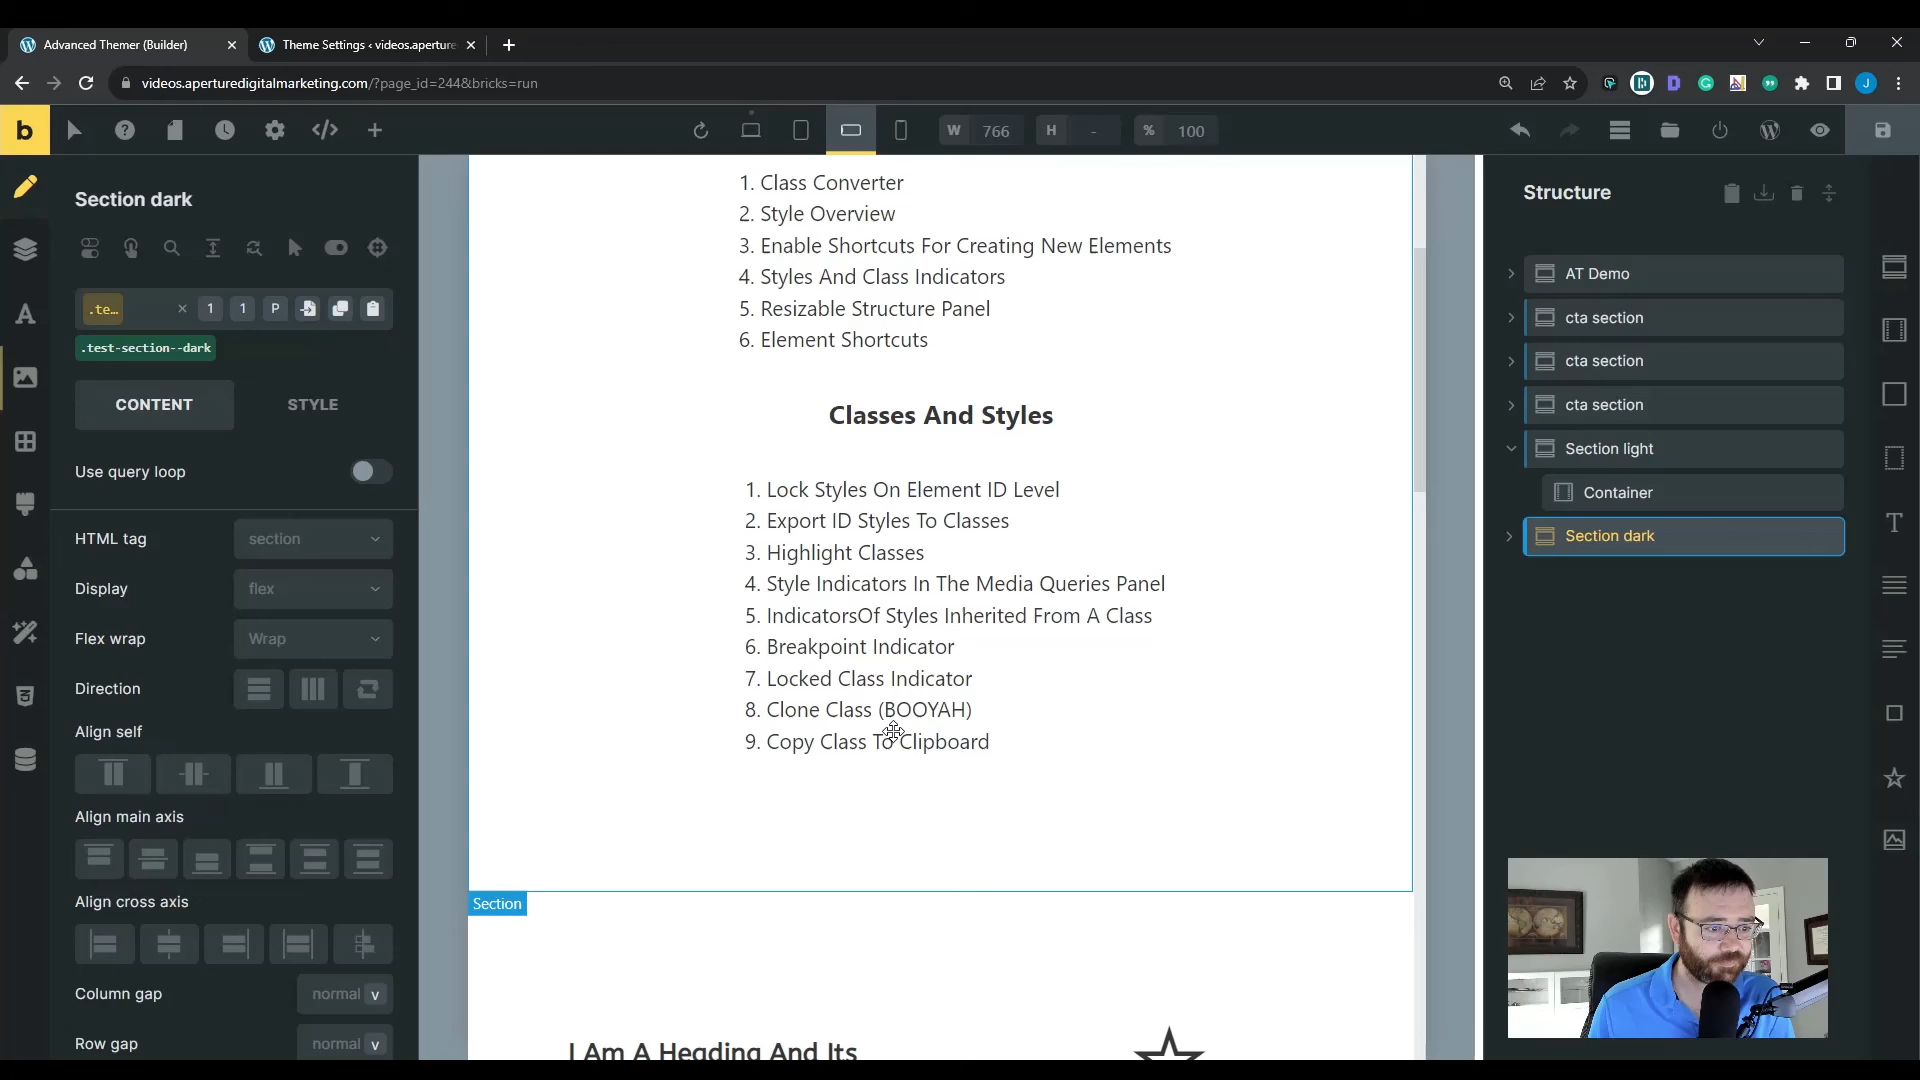 Advanced Themer (Builder)
Theme Settings ‹ videos.aperture
videos.aperturedigitalmarketing.com/?page_id=244&bricks=run
J
b
W 766
H -
% 100
Section dark
.te…
1
1
P
.test-section--dark
CONTENT
STYLE
Use query loop
HTML tag
section
Display
flex
Flex wrap
Wrap
Direction
Align self
Align main axis
Align cross axis
Column gap
normal
v
Row gap
normal
v
1. Class Converter
2. Style Overview
3. Enable Shortcuts For Creating New Elements
4. Styles And Class Indicators
5. Resizable Structure Panel
6. Element Shortcuts
Classes And Styles
1. Lock Styles On Element ID Level
2. Export ID Styles To Classes
3. Highlight Classes
4. Style Indicators In The Media Queries Panel
5. IndicatorsOf Styles Inherited From A Class
6. Breakpoint Indicator
7. Locked Class Indicator
8. Clone Class (BOOYAH)
9. Copy Class To Clipboard
Section
I Am A Heading And Its
Structure
AT Demo
cta section
cta section
cta section
Section light
Container
Section dark